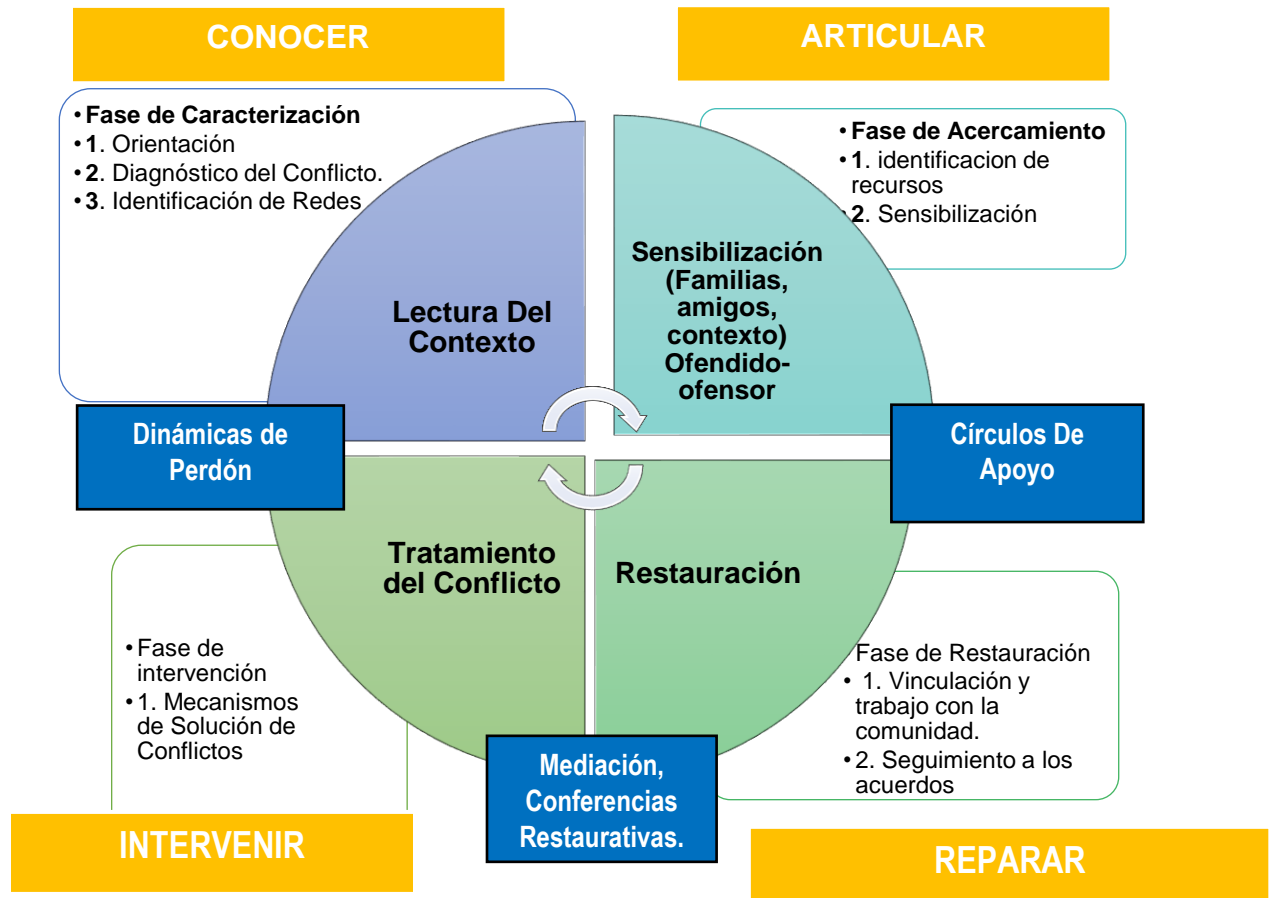 CONOCER
ARTICULAR
• Fase de Caracterización
• 1. Orientación
• 2. Diagnóstico del Conflicto.
• 3. Identificación de Redes
• Fase de Acercamiento
• 1. identificacion de
recursos
• 2. Sensibilización
Lectura Del
Contexto
Sensibilización
(Familias,
amigos,
contexto)
Ofendido-
ofensor
Dinámicas de
Perdón
Círculos De
Apoyo
Tratamiento
del Conflicto
Restauración
• Fase de
intervención
• 1. Mecanismos
de Solución de
Conflictos
Fase de Restauración
• 1. Vinculación y
trabajo con la
comunidad.
• 2. Seguimiento a los
acuerdos
Mediación,
Conferencias
Restaurativas.
INTERVENIR
REPARAR